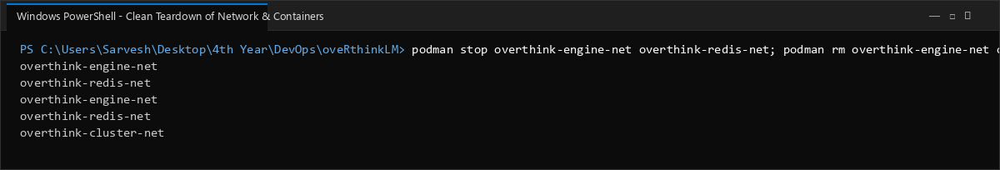 Windows PowerShell - Clean Teardown of Network & Containers
PS C:\Users\Sarvesh\Desktop\4th Year\DevOps\oveRthinkLM> podman stop overthink-engine-net overthink-redis-net; podman rm overthink-engine-net
overthink-engine-net
overthink-redis-net
overthink-engine-net
overthink-redis-net
overthink-cluster-net